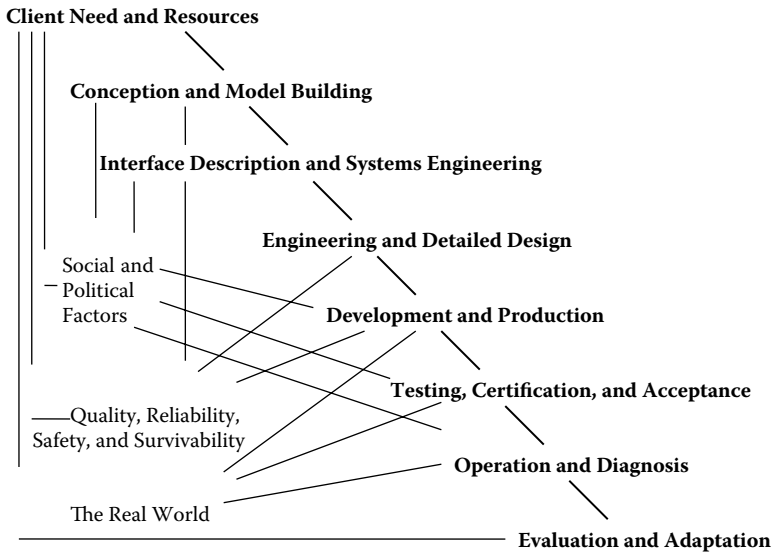 Client Need and Resources
Conception and Model Building
Interface Description and Systems Engineering
Engineering and Detailed Design
Social and
Political
Factors
Development and Production
Testing, Certification, and Acceptance
Quality, Reliability,
Safety, and Survivability
Operation and Diagnosis
The Real World
Evaluation and Adaptation